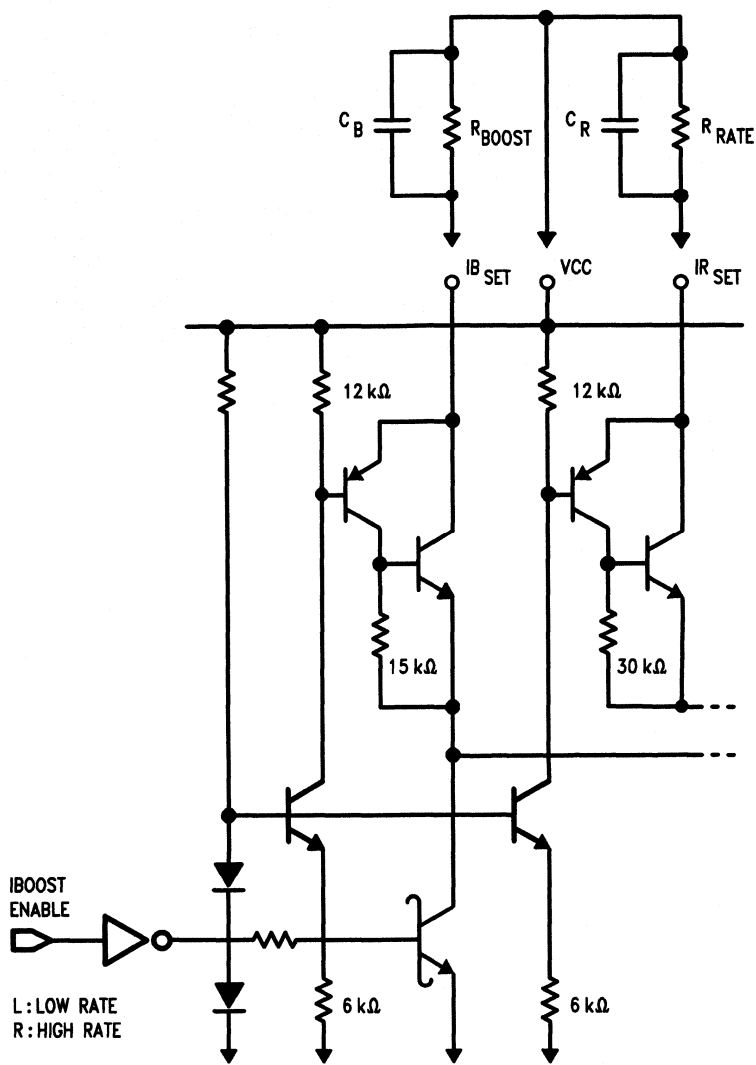 C B
R BOOST
C R
R RATE
IB SET
VCC
IR SET
12 kΩ
12 kΩ
15 kΩ
30 kΩ
IBOOST
ENABLE
6 kΩ
6 kΩ
L: LOW RATE
R: HIGH RATE